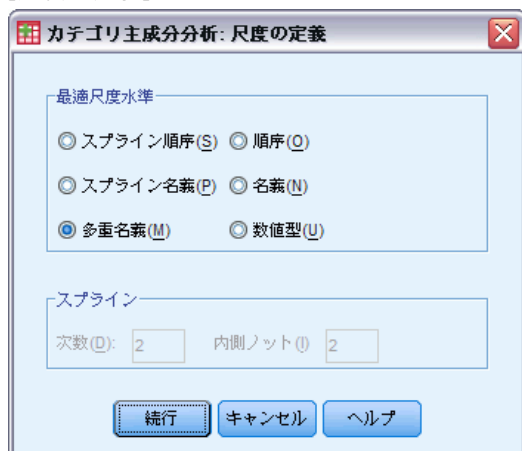 カテゴリ主成分分析: 尺度の定義
最適尺度水準
スプライン順序(S) 順序(O)
スプライン名義(P) 名義(N)
多重名義(M) 数値型(U)
スプライン
次数(D): 2 内側ノット(I) 2
続行 キャンセル ヘルプ